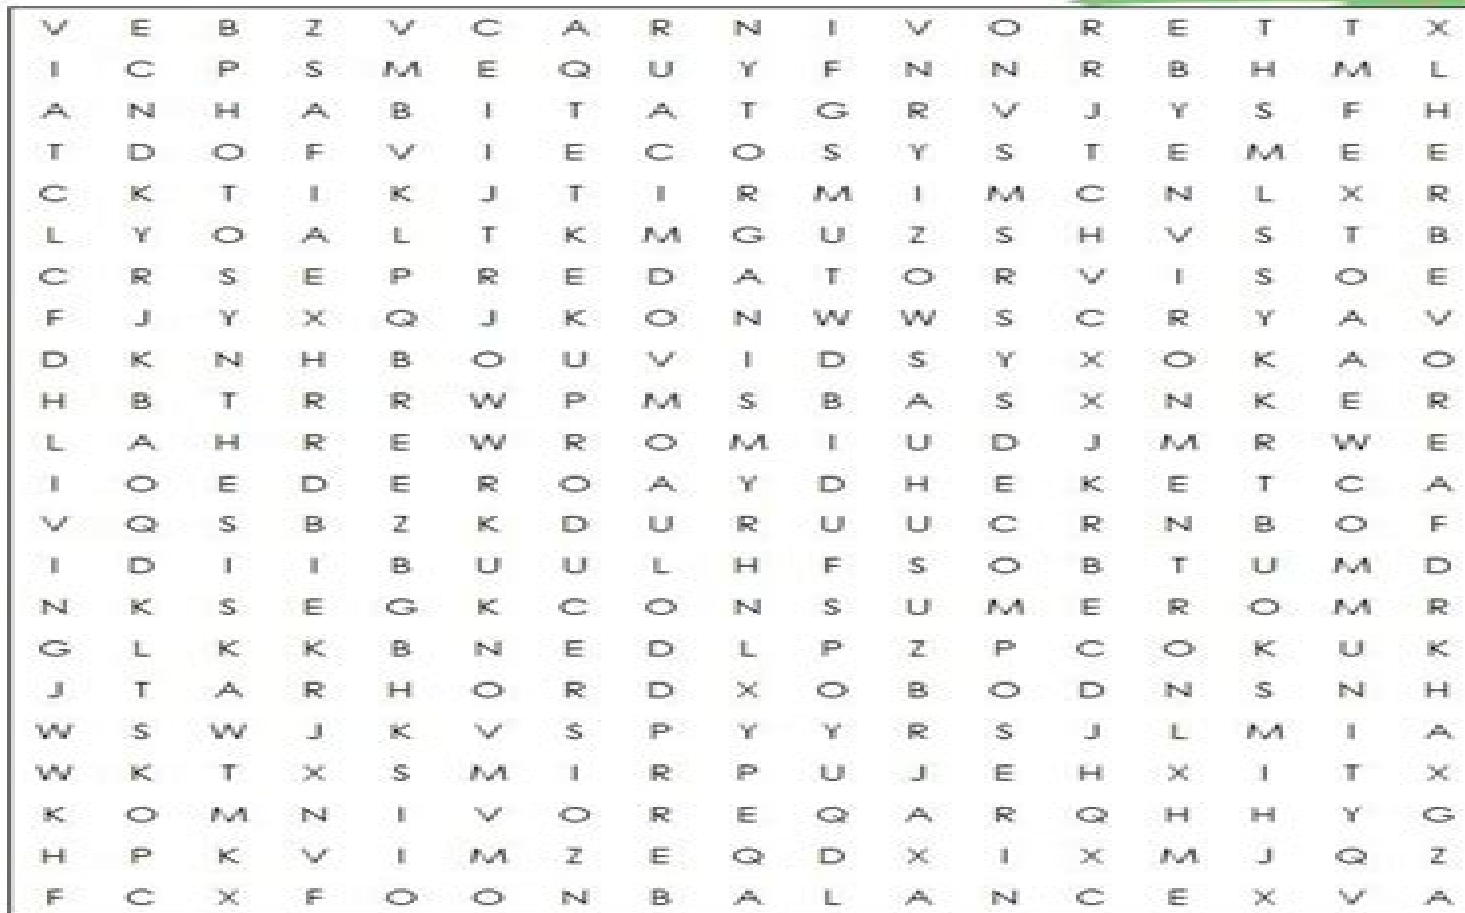 V E B Z V C A R N I V O R E T T X
I C P S M E Q U Y F N N R B H M L
A N H A B I T A T G R V J Y S F H
T D O F V I E C O S Y S T E M E E
C K T I K J T I R M I M C N L X R
L Y O A L T K M G U Z S H V S T B
C R S E P R E D A T O R V I S O E
F J Y X Q J K O N W W S C R Y A V
D K N H B O U V I D S Y X O K A O
H B T R R W P M S B A S X N K E R
L A H R E W R O M I U D J M R W E
I O E D E R O A Y D H E K E T C A
V Q S B Z K D U R U U C R N B O F
I D I I B U U L H F S O B T U M D
N K S E G K C O N S U M E R O M R
G L K K B N E D L P Z P C O K U K
J T A R H O R D X O B O D N S N H
W S W J K V S P Y Y R S J L M I A
W K T X S M I R P U J E H X I T X
K O M N I V O R E Q A R Q H H Y G
H P K V I M Z E Q D X I X M J Q Z
F C X F O O N B A L A N C E X V A